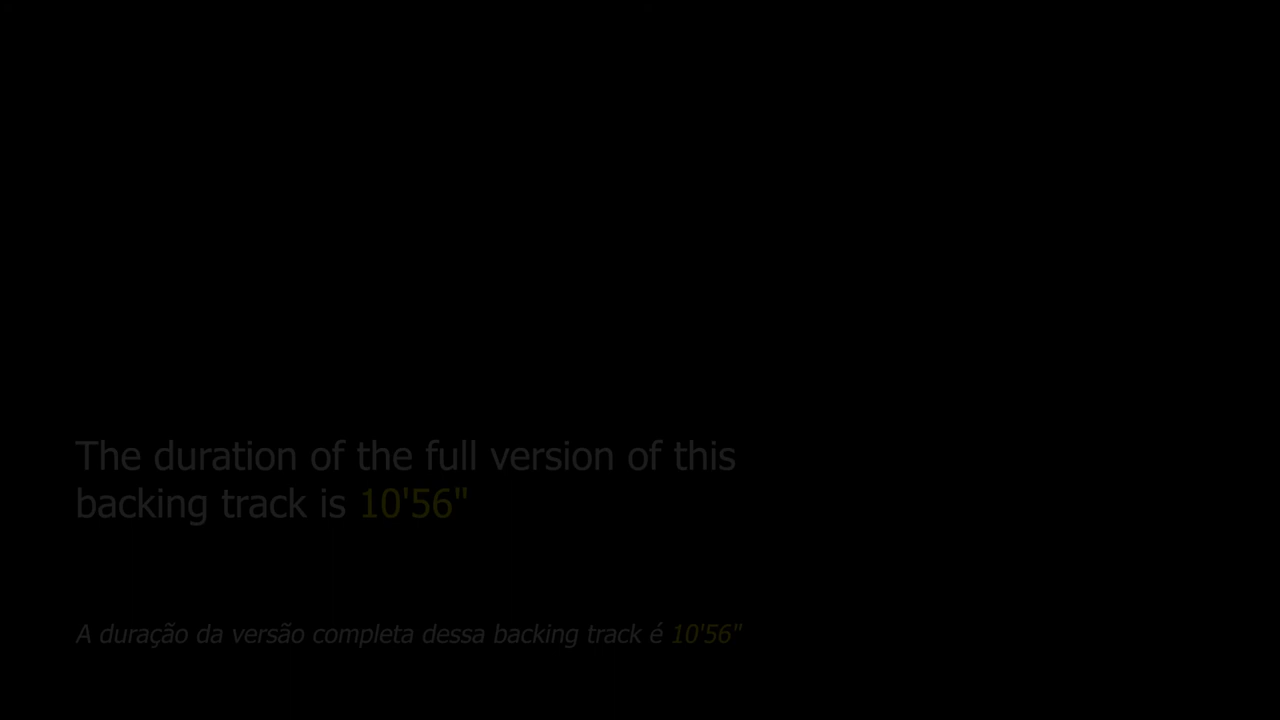 The duration of the full version of this
backing track is 10'56"
A duração da versão completa dessa backing track é 10'56"